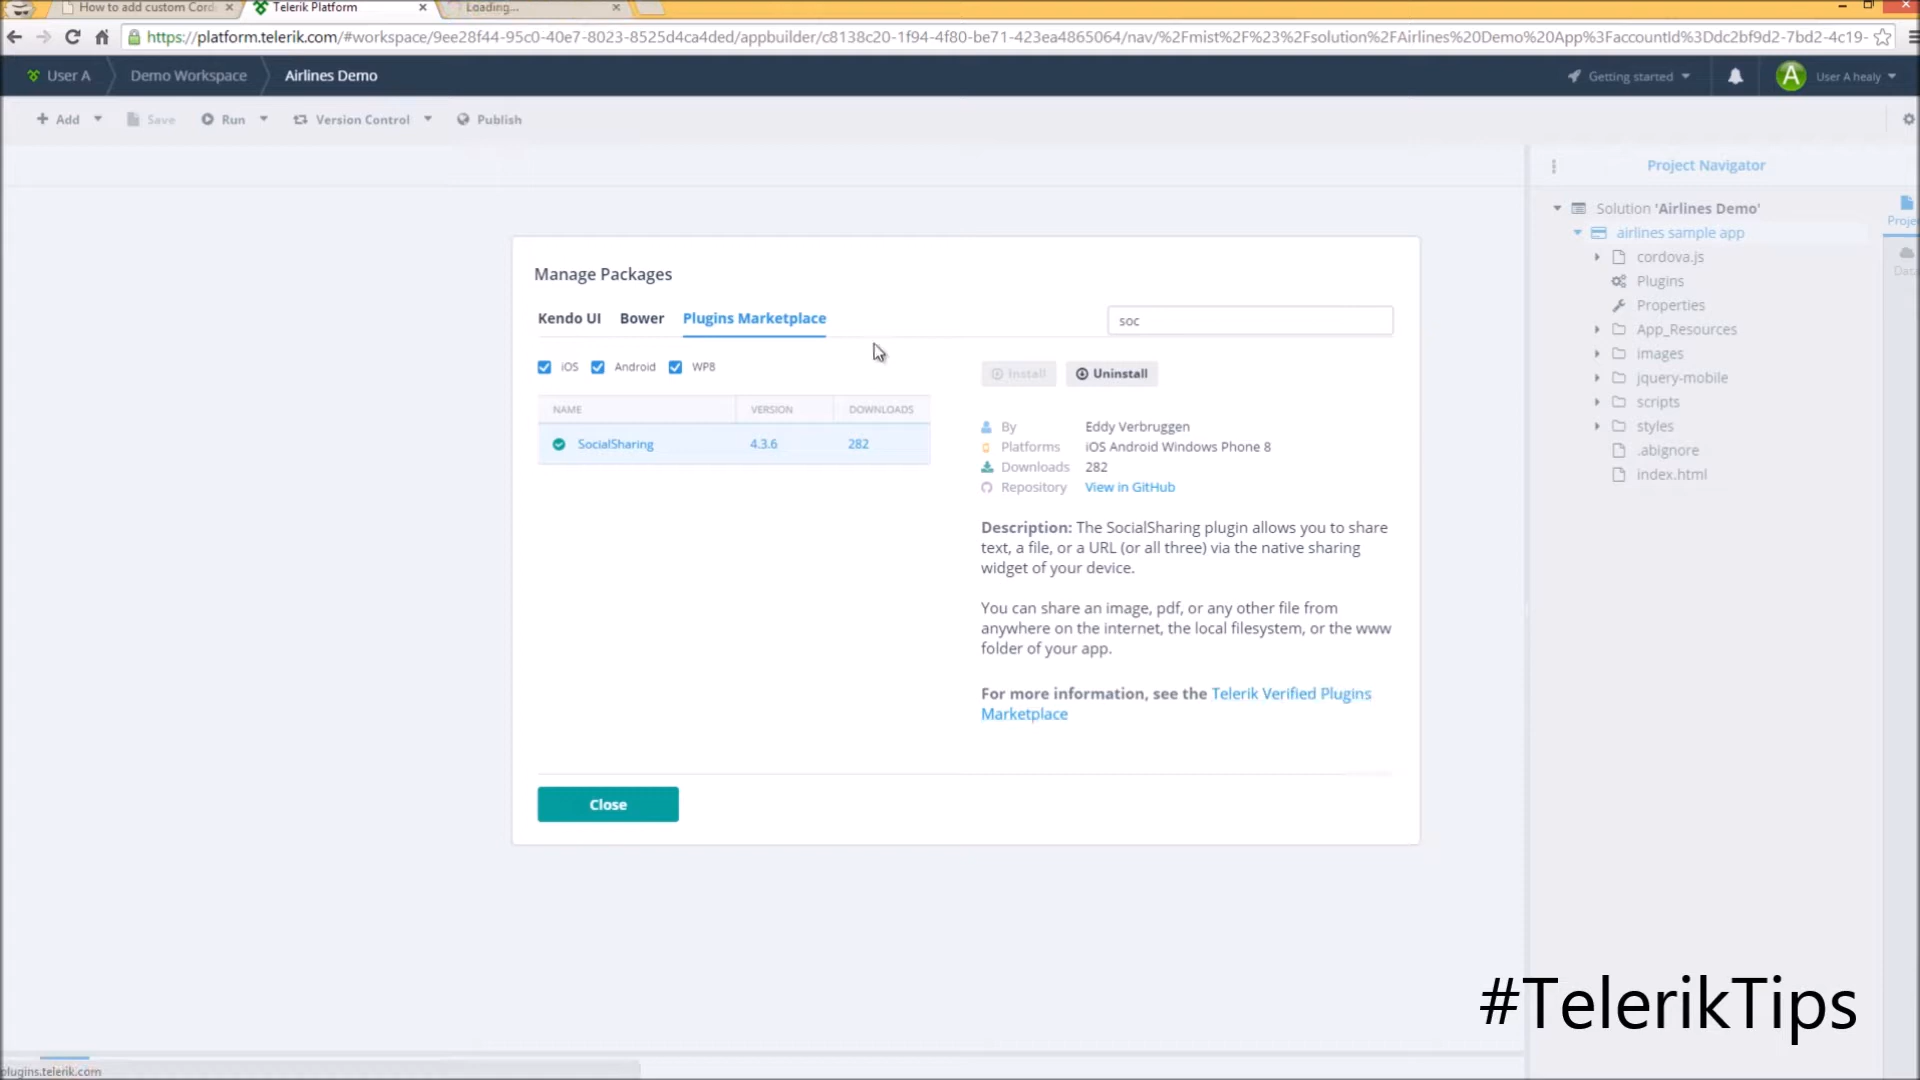 How to add custom Cord
Telerik Platform
Loading...
https://platform.telerik.com/#workspace/9ee28f44-95c0-40e7-8023-8525d4ca4ded/appbuilder/c8138c20-1f94-4f80-be71-423ea4865064/nav/%2Fmist%2F%23%2Fsolution%2FAirlines%20Demo%20App%3FaccountId%3Ddc2bf9d2-7bd2-4c19-
User A
Demo Workspace
Airlines Demo
Getting started
A
User A healy
Add
Save
Run
Version Control
Publish
Project Navigator
Solution 'Airlines Demo'
airlines sample app
cordova.js
Plugins
Properties
App_Resources
images
jquery-mobile
scripts
styles
.abignore
index.html
Proje
Data
Manage Packages
Kendo UI Bower Plugins Marketplace
soc
iOS Android WP8
Install Uninstall
NAME VERSION DOWNLOADS
SocialSharing 4.3.6 282
By Eddy Verbruggen
Platforms iOS Android Windows Phone 8
Downloads 282
Repository View in GitHub
Description: The SocialSharing plugin allows you to share
text, a file, or a URL (or all three) via the native sharing
widget of your device.
You can share an image, pdf, or any other file from
anywhere on the internet, the local filesystem, or the www
folder of your app.
For more information, see the Telerik Verified Plugins
Marketplace
Close
#TelerikTips
plugins.telerik.com